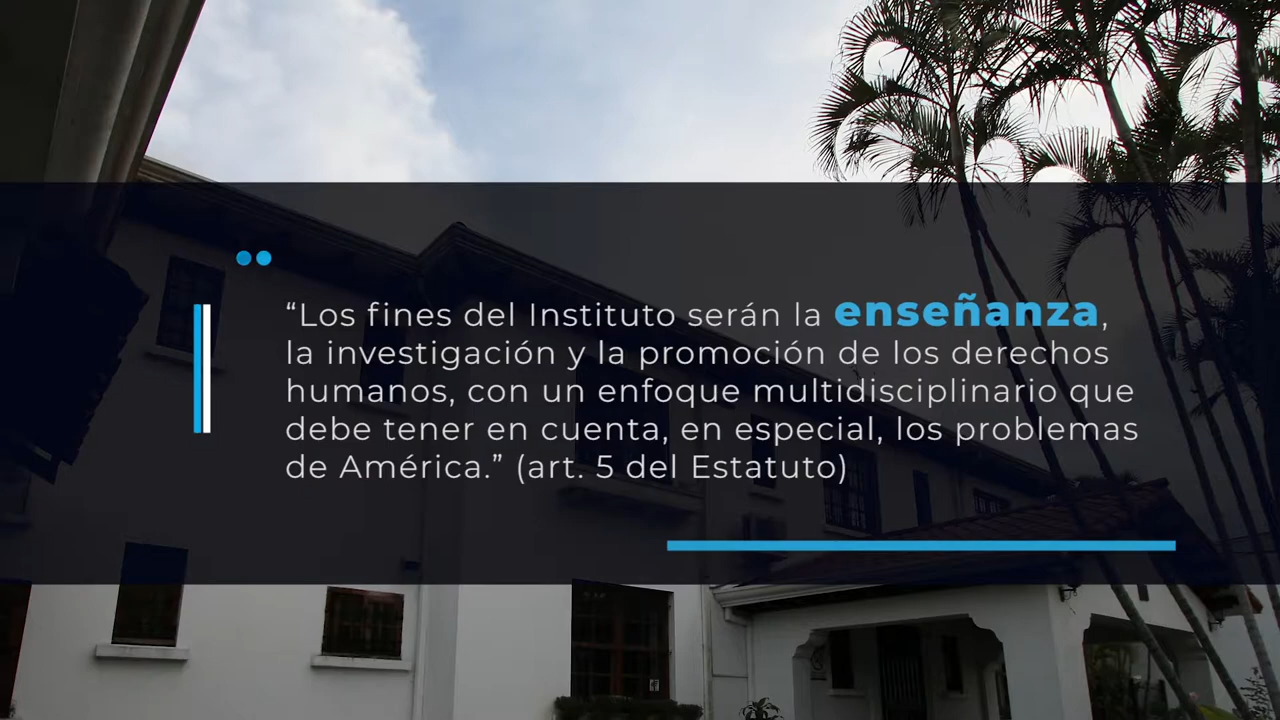 “Los fines del Instituto serán la enseñanza,
la investigación y la promoción de los derechos
humanos, con un enfoque multidisciplinario que
debe tener en cuenta, en especial, los problemas
de América.” (art. 5 del Estatuto)